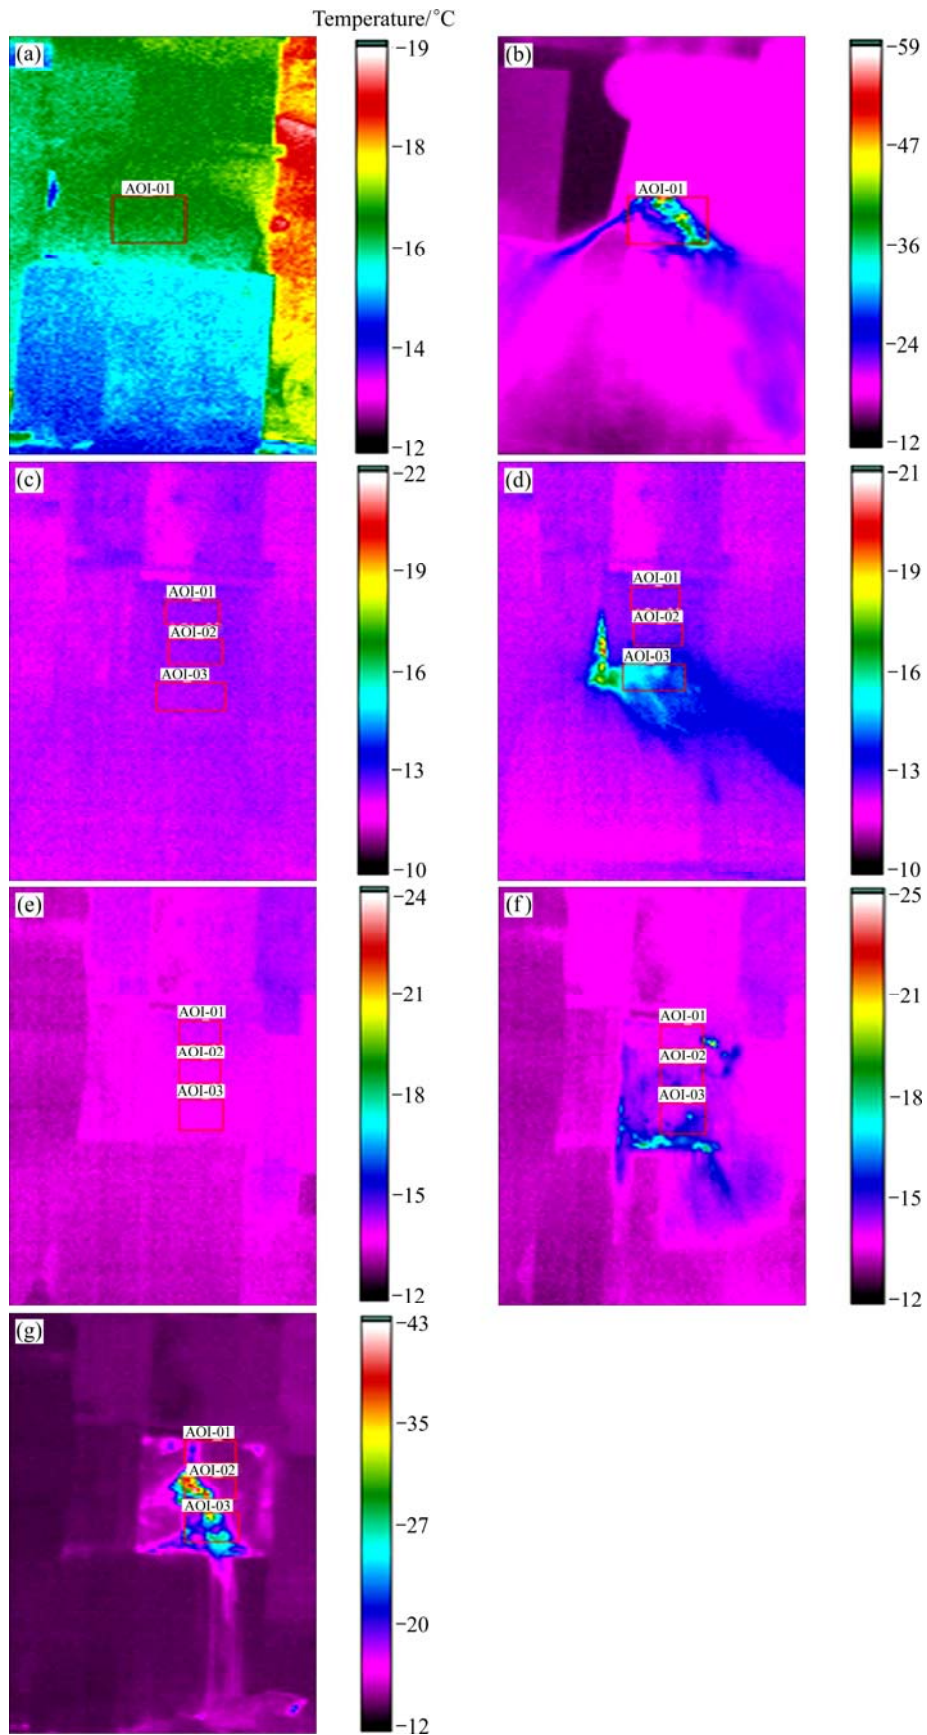 Temperature/°C
(a)
AOI-01
−19
−18
−16
−14
−12
(b)
AOI-01
−59
−47
−36
−24
−12
(c)
AOI-01
AOI-02
AOI-03
−22
−19
−16
−13
−10
(d)
AOI-01
AOI-02
AOI-03
−21
−19
−16
−13
−10
(e)
AOI-01
AOI-02
AOI-03
−24
−21
−18
−15
−12
(f)
AOI-01
AOI-02
AOI-03
−25
−21
−18
−15
−12
(g)
AOI-01
AOI-02
AOI-03
−43
−35
−27
−20
−12